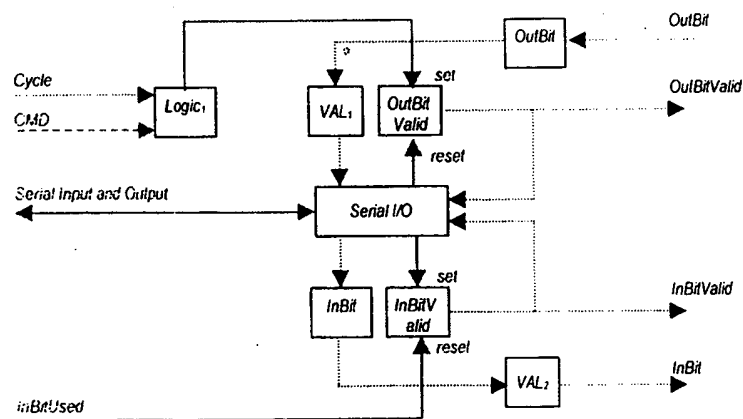 OutBit
OutBit
set
Cycle
Logic1
VAL1
OutBit
Valid
OutBitValid
CMD
reset
Serial Input and Output
Serial I/O
set
InBit
InBitV
alid
InBitValid
reset
VAL2
InBit
InBitUsed